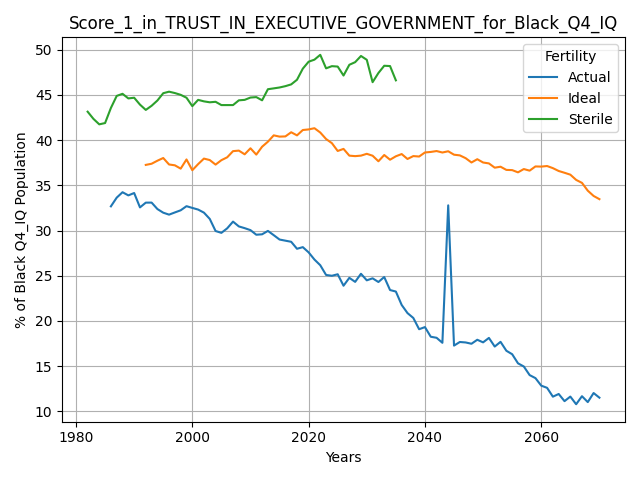 Score_1_in_TRUST_IN_EXECUTIVE_GOVERNMENT_for_Black_Q4_IQ
Fertility
Actual
Ideal
Sterile
% of Black Q4_IQ Population
50
45
40
35
30
25
20
15
10
1980
2000
2020
2040
2060
Years